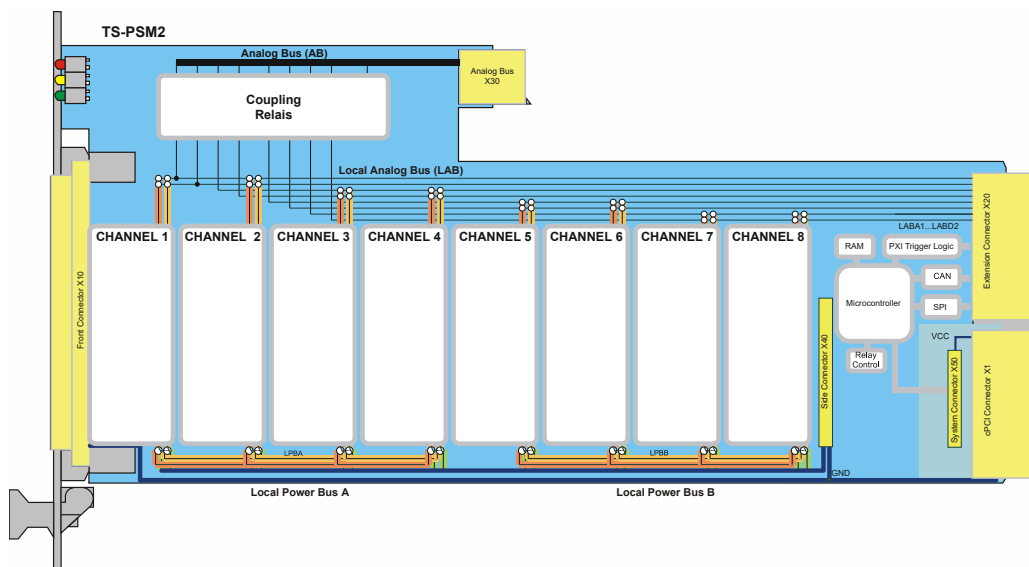 TS-PSM2
Analog Bus (AB)
Analog Bus
X30
Coupling
Relais
Local Analog Bus (LAB)
LABA1...LABD2
CHANNEL 1
CHANNEL 2
CHANNEL 3
CHANNEL 4
CHANNEL 5
CHANNEL 6
CHANNEL 7
CHANNEL 8
RAM
PXI Trigger Logic
CAN
Microcontroller
SPI
Relay
Control
VCC
Front Connector X10
Side Connector X40
System Connector X50
Extension Connector X20
cPCI Connector X1
LPBA
LPBB
GND
Local Power Bus A
Local Power Bus B